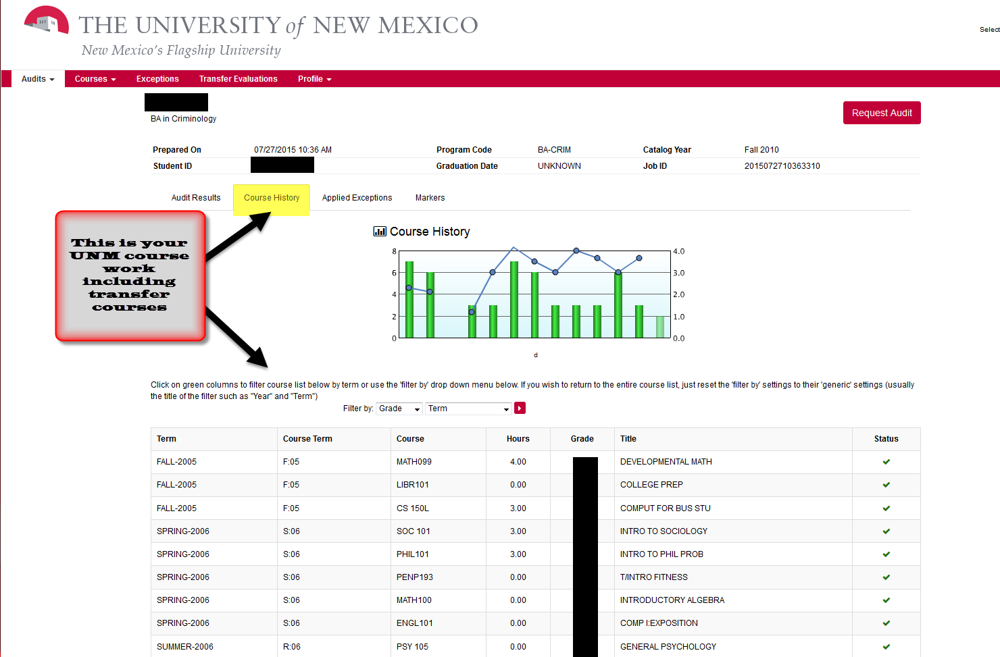 THE UNIVERSITY of NEW MEXICO
New Mexico's Flagship University
Select
Audits Courses Exceptions Transfer Evaluations Profile
BA in Criminology
Request Audit
Prepared On 07/27/2015 10:36 AM Program Code BA-CRIM Catalog Year Fall 2010
Student ID Graduation Date UNKNOWN Job ID 2015072710363310
Audit Results Course History Applied Exceptions Markers
This is your
UNM course
work
including
transfer
courses
Course History
8 4.0
6 3.0
4 2.0
2 1.0
0 0.0
d
Click on green columns to filter course list below by term or use the 'filter by' drop down menu below. If you wish to return to the entire course list, just reset the 'filter by' settings to their 'generic' settings (usually
the title of the filter such as "Year" and "Term")
Filter by: Grade Term
Term Course Term Course Hours Grade Title Status
FALL-2005 F:05 MATH099 4.00 DEVELOPMENTAL MATH
FALL-2005 F:05 LIBR101 0.00 COLLEGE PREP
FALL-2005 F:05 CS 150L 3.00 COMPUT FOR BUS STU
SPRING-2006 S:06 SOC 101 3.00 INTRO TO SOCIOLOGY
SPRING-2006 S:06 PHIL101 3.00 INTRO TO PHIL PROB
SPRING-2006 S:06 PENP193 0.00 T/INTRO FITNESS
SPRING-2006 S:06 MATH100 0.00 INTRODUCTORY ALGEBRA
SPRING-2006 S:06 ENGL101 0.00 COMP I:EXPOSITION
SUMMER-2006 R:06 PSY 105 0.00 GENERAL PSYCHOLOGY